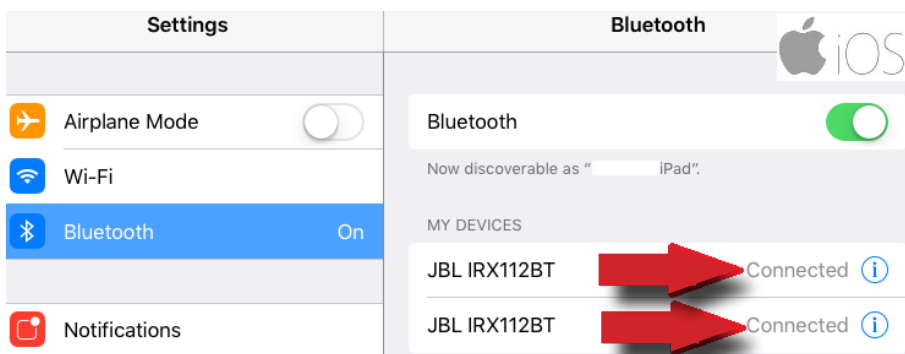 Settings
Airplane Mode
Wi-Fi
Bluetooth On
Notifications
Bluetooth
iOS
Bluetooth
Now discoverable as “ iPad”.
MY DEVICES
JBL IRX112BT Connected
JBL IRX112BT Connected